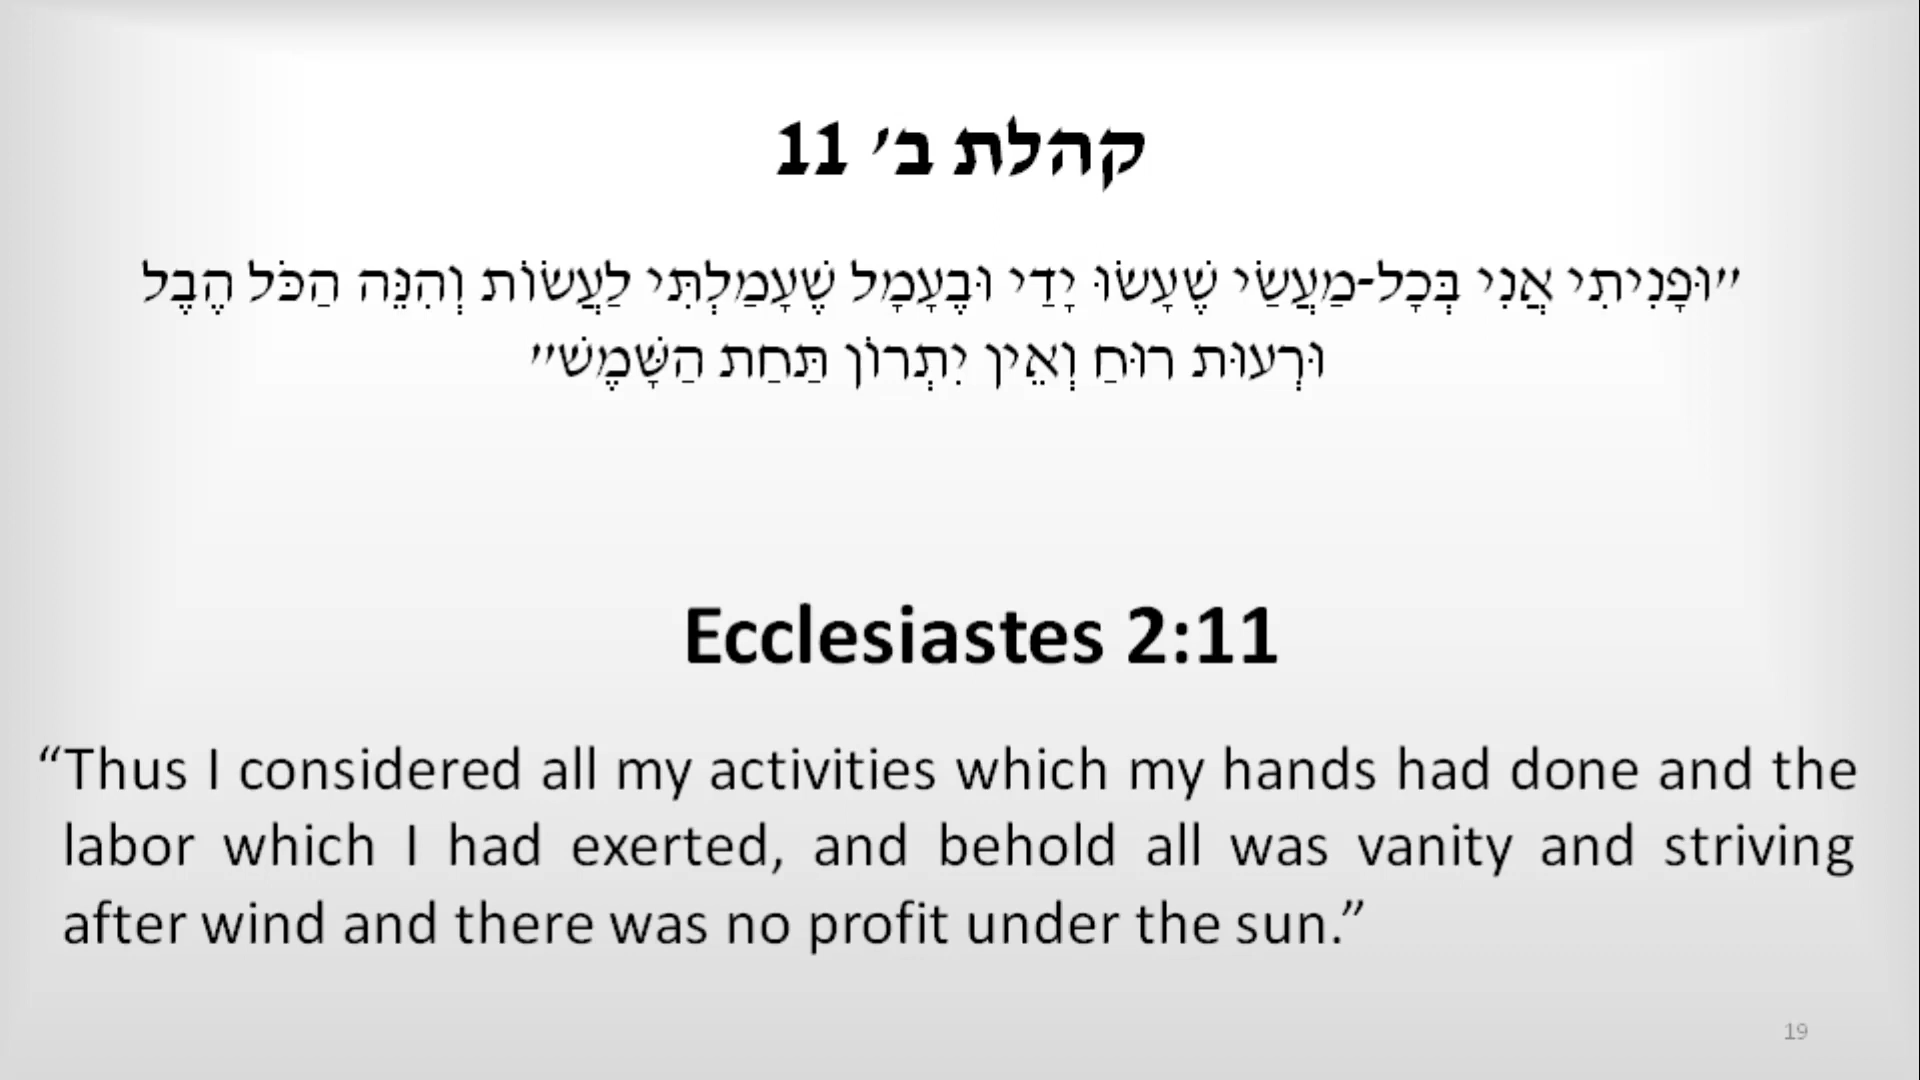 קהלת ב׳ 11
״וּפָנִיתִי אֲנִי בְּכָל-מַעֲשַׂי שֶׁעָשׂוּ יָדַי וּבֶעָמָל שֶׁעָמַלְתִּי לַעֲשׂוֹת וְהִנֵּה הַכֹּל הֶבֶל
וּרְעוּת רוּחַ וְאֵין יִתְרוֹן תַּחַת הַשָּׁמֶשׁ״
Ecclesiastes 2:11
“Thus I considered all my activities which my hands had done and the
labor which I had exerted, and behold all was vanity and striving
after wind and there was no profit under the sun.”
19